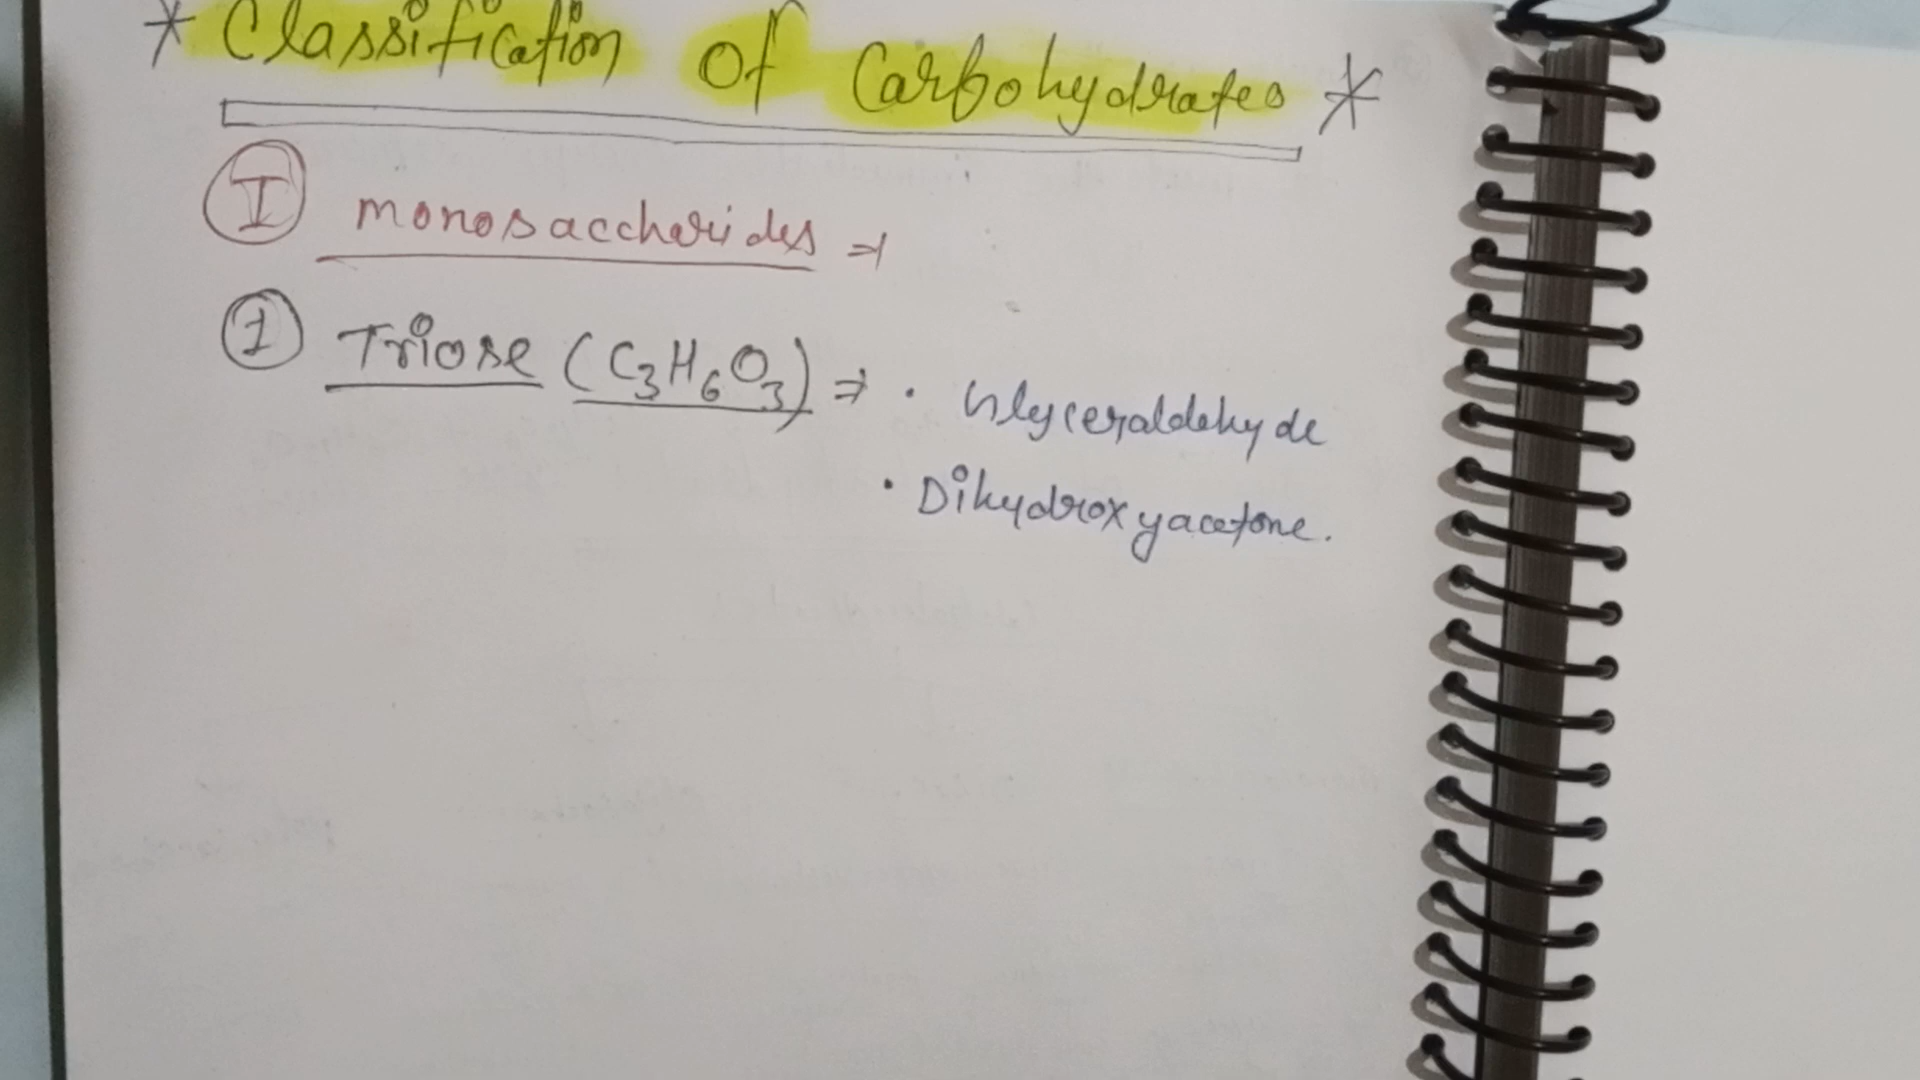 * Classification of Carbohydrates *
I monosaccharides ⇒
1 Triose (C₃H₆O₃) ⇒ · Glyceraldehyde
· Dihydroxyacetone.